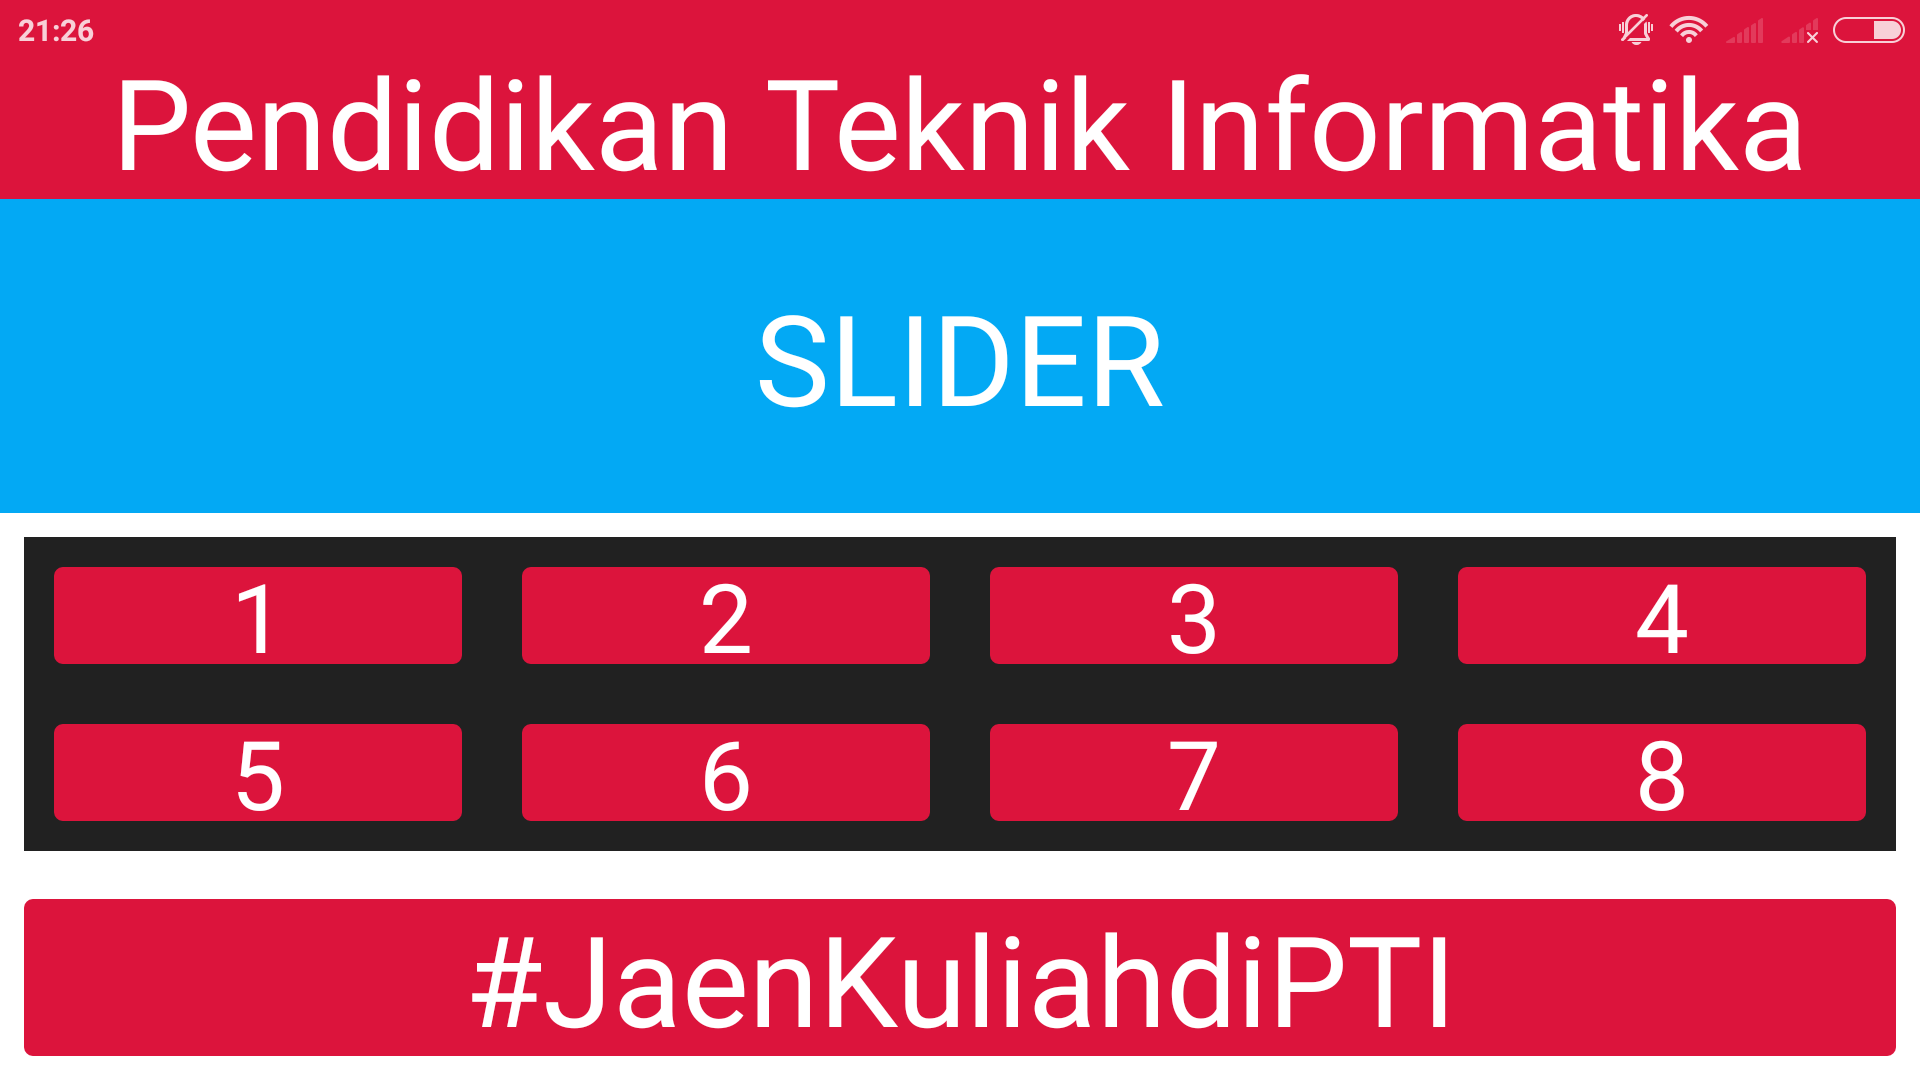 21:26
Pendidikan Teknik Informatika
SLIDER
1 2 3 4
5 6 7 8
#JaenKuliahdiPTI